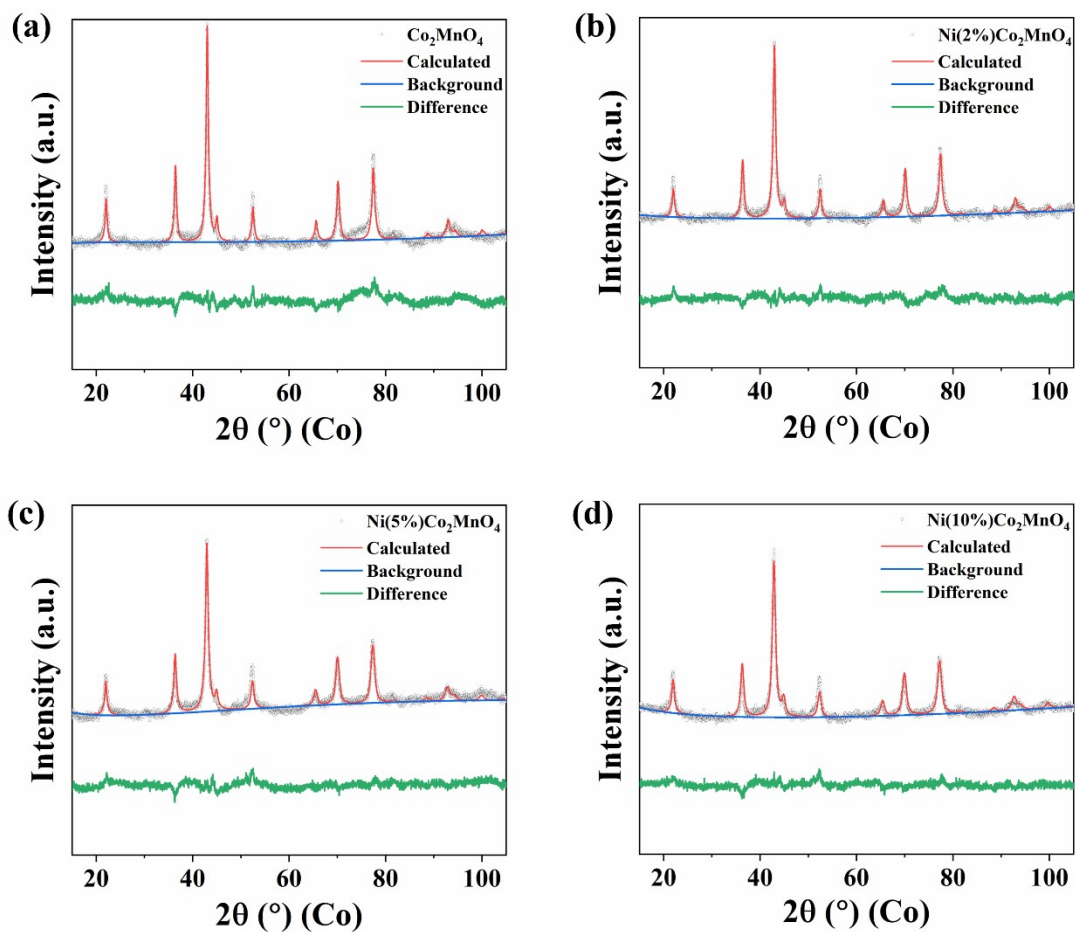 (a)
Co₂MnO₄
Calculated
Background
Difference
Intensity (a.u.)
20 40 60 80 100
2θ (°) (Co)
(b)
Ni(2%)Co₂MnO₄
Calculated
Background
Difference
Intensity (a.u.)
20 40 60 80 100
2θ (°) (Co)
(c)
Ni(5%)Co₂MnO₄
Calculated
Background
Difference
Intensity (a.u.)
20 40 60 80 100
2θ (°) (Co)
(d)
Ni(10%)Co₂MnO₄
Calculated
Background
Difference
Intensity (a.u.)
20 40 60 80 100
2θ (°) (Co)